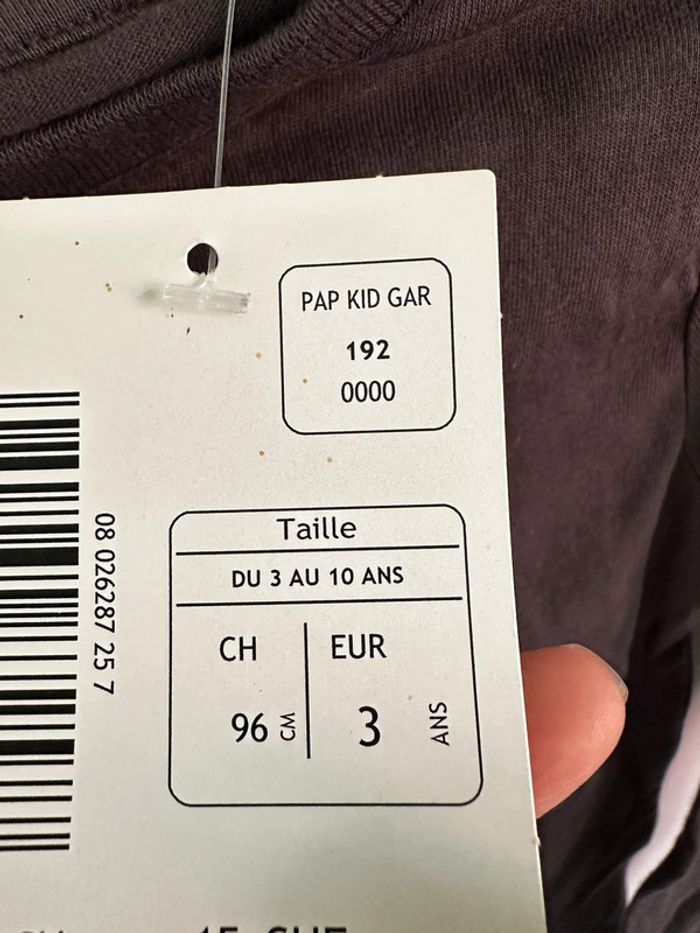 PAP KID GAR
192
0000
08 026287 25 7
Taille
DU 3 AU 10 ANS
CH EUR
96 CM 3 ANS